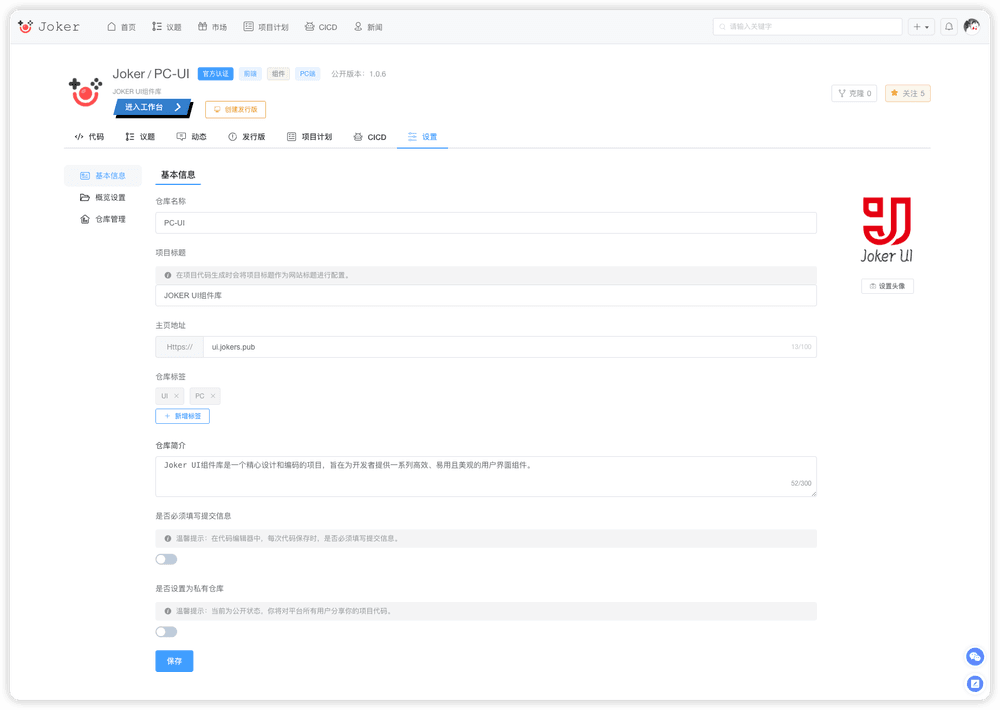 Joker 首页 议题 市场 项目计划 CICD 新闻 请输入关键字
Joker / PC-UI 官方认证 前端 组件 PC端 公开版本：1.0.6
JOKER UI组件库
进入工作台 创建发行版
克隆 0 关注 5
代码 议题 动态 发行版 项目计划 CICD 设置
基本信息
概览设置
仓库管理
基本信息
仓库名称
PC-UI
项目标题
在项目代码生成时会将项目标题作为网站标题进行配置。
JOKER UI组件库
主页地址
Https:// ui.jokers.pub 13/100
仓库标签
UI × PC ×
+ 新增标签
仓库简介
Joker UI组件库是一个精心设计和编码的项目，旨在为开发者提供一系列高效、易用且美观的用户界面组件。
52/300
是否必须填写提交信息
温馨提示：在代码编辑器中，每次代码保存时，是否必须填写提交信息。
是否设置为私有仓库
温馨提示：当前为公开状态，你将对平台所有用户分享你的项目代码。
保存
Joker UI
设置头像